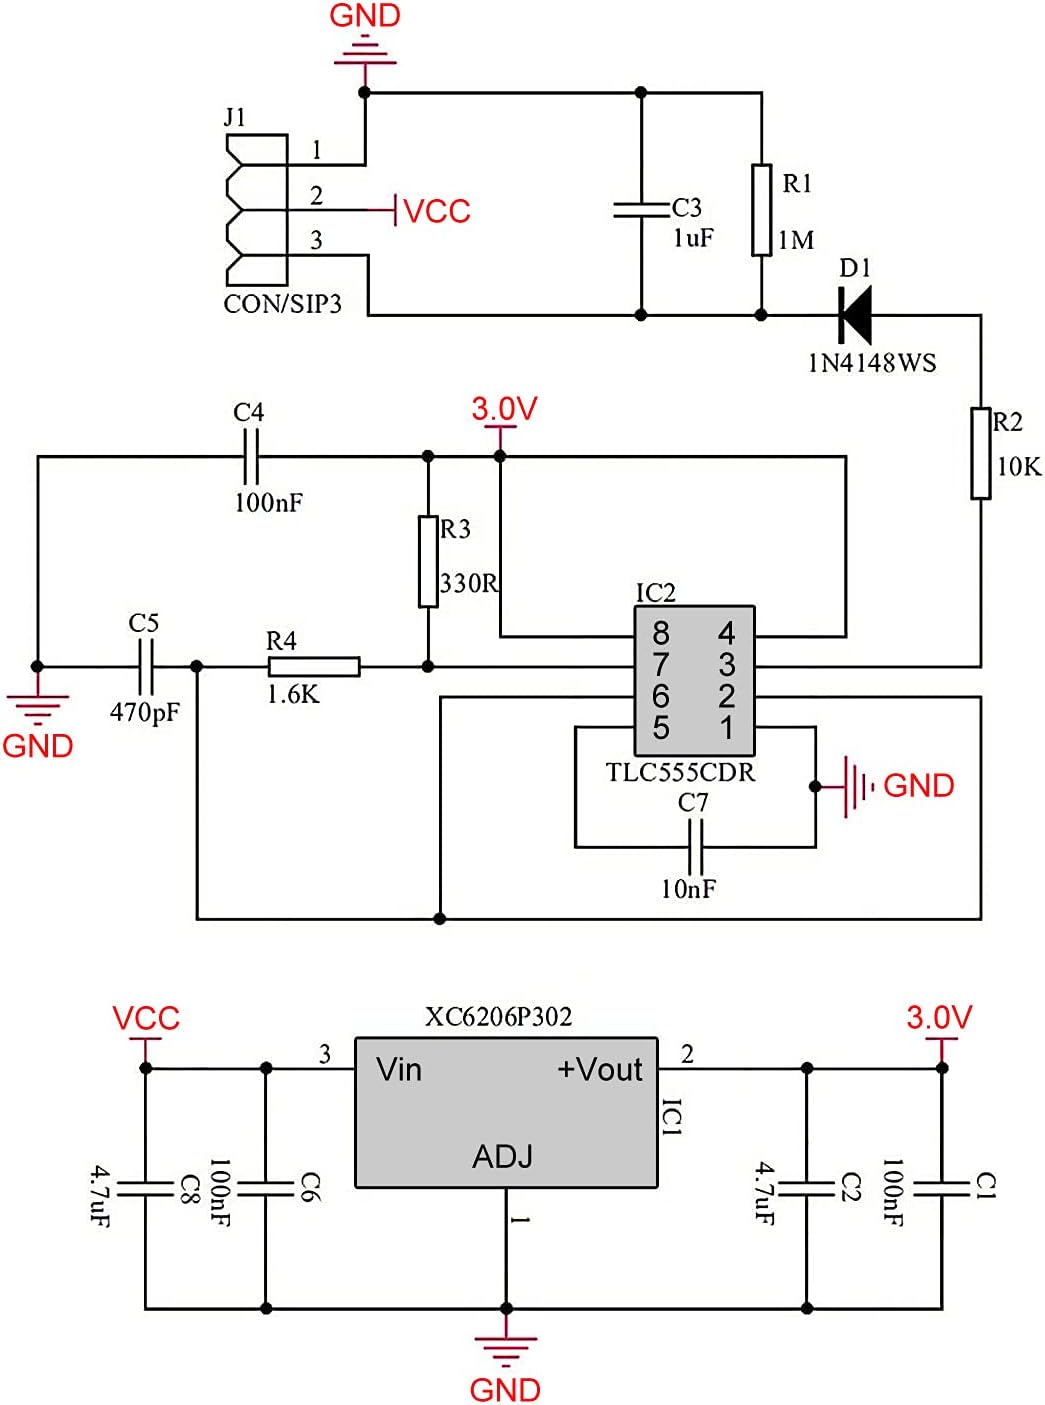 GND
J1
1
2
VCC
3
CON/SIP3
C3
1uF
R1
1M
D1
1N4148WS
R2
10K
3.0V
C4
100nF
R3
330R
C5
470pF
R4
1.6K
GND
IC2
8 4
7 3
6 2
5 1
TLC555CDR
C7
10nF
GND
XC6206P302
VCC
3
Vin
+Vout
2
3.0V
IC1
ADJ
1
4.7uF
C8
100nF
C6
4.7uF
C2
100nF
C1
GND